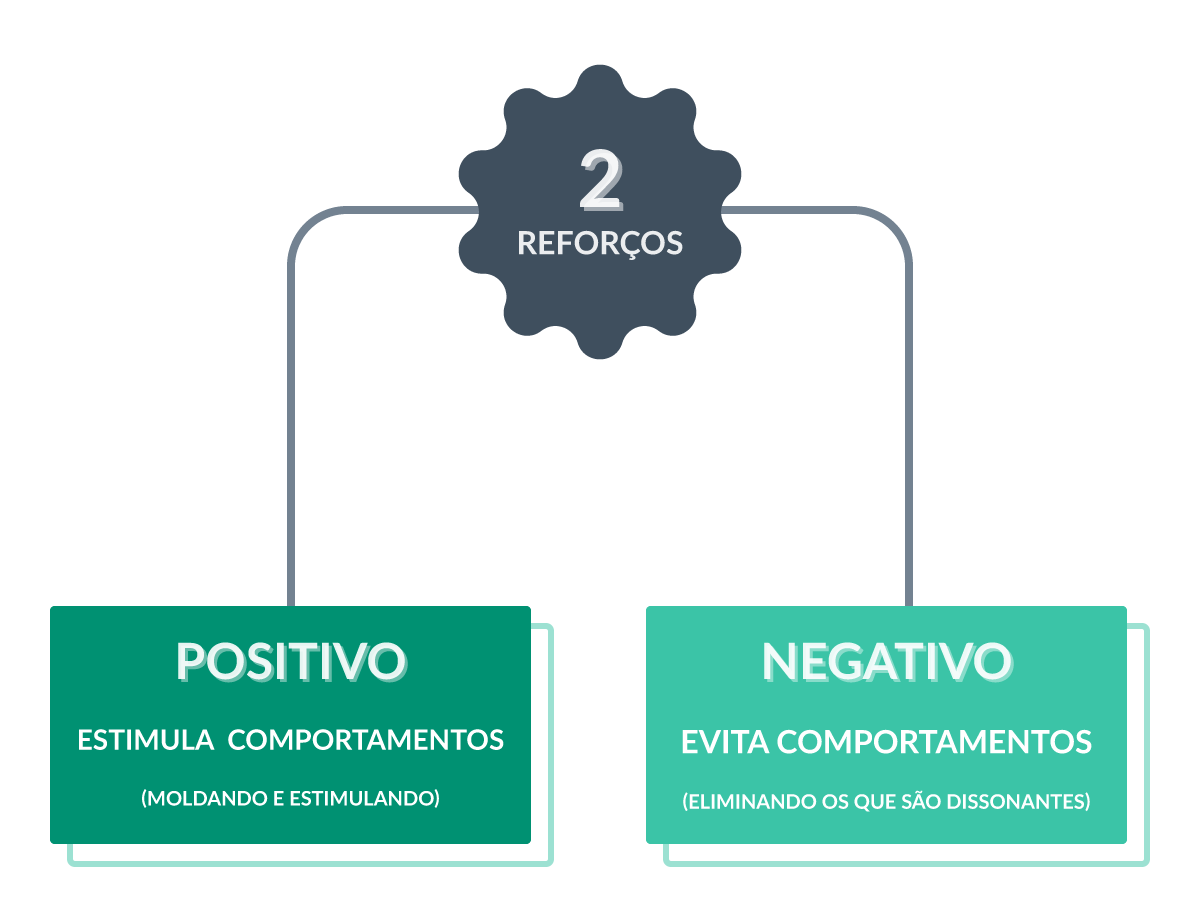 2
REFORÇOS
POSITIVO
ESTIMULA COMPORTAMENTOS
(MOLDANDO E ESTIMULANDO)
NEGATIVO
EVITA COMPORTAMENTOS
(ELIMINANDO OS QUE SÃO DISSONANTES)